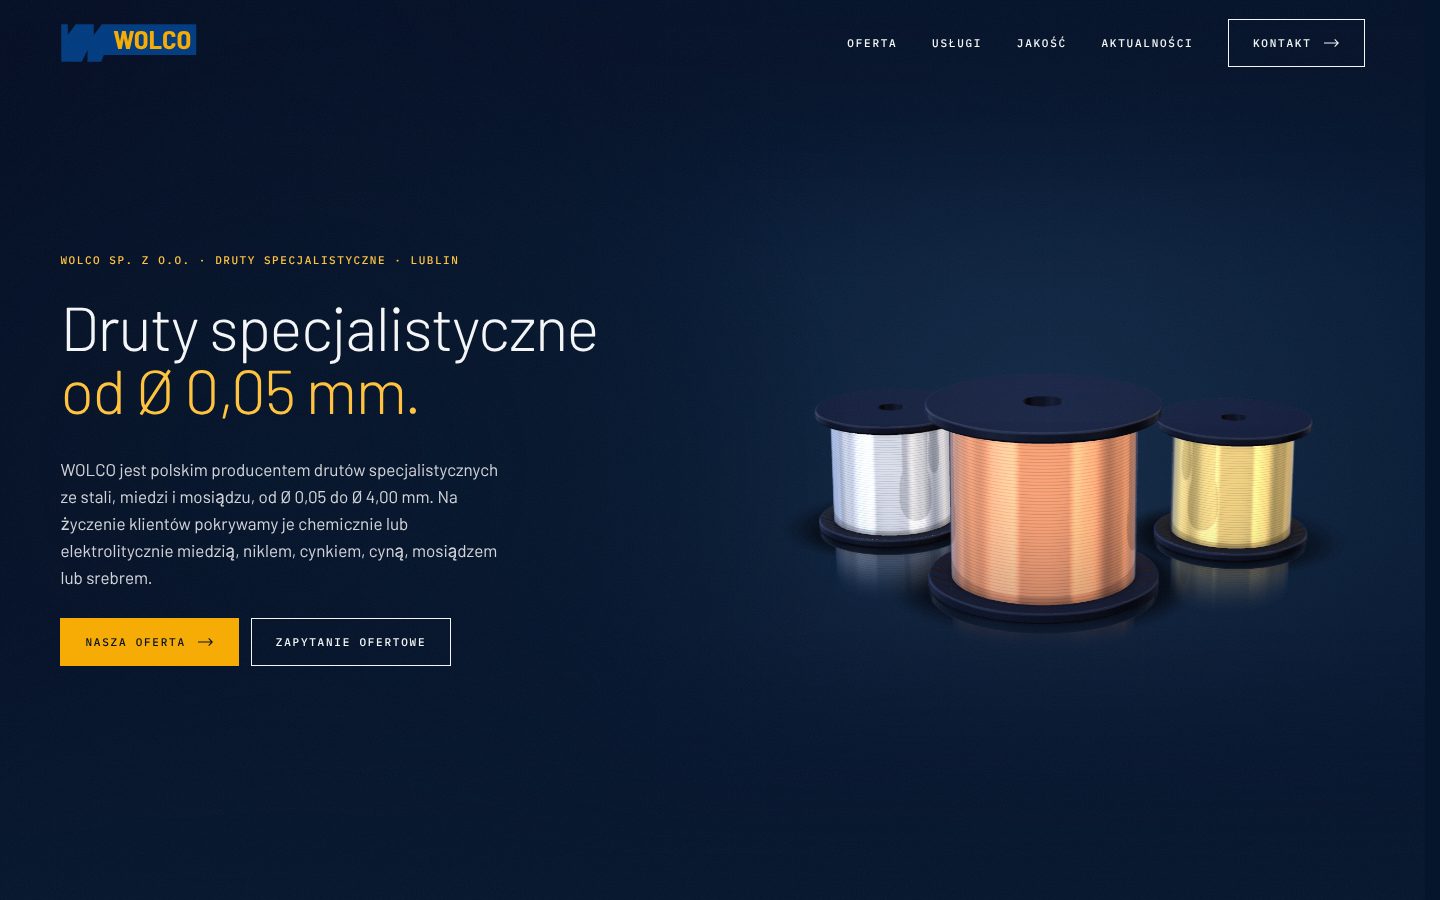 WOLCO
OFERTA
USŁUGI
JAKOŚĆ
AKTUALNOŚCI
KONTAKT
WOLCO SP. Z O.O. · DRUTY SPECJALISTYCZNE · LUBLIN
Druty specjalistyczne
od Ø 0,05 mm.
WOLCO jest polskim producentem drutów specjalistycznych
ze stali, miedzi i mosiądzu, od Ø 0,05 do Ø 4,00 mm. Na
życzenie klientów pokrywamy je chemicznie lub
elektrolitycznie miedzią, niklem, cynkiem, cyną, mosiądzem
lub srebrem.
NASZA OFERTA
ZAPYTANIE OFERTOWE